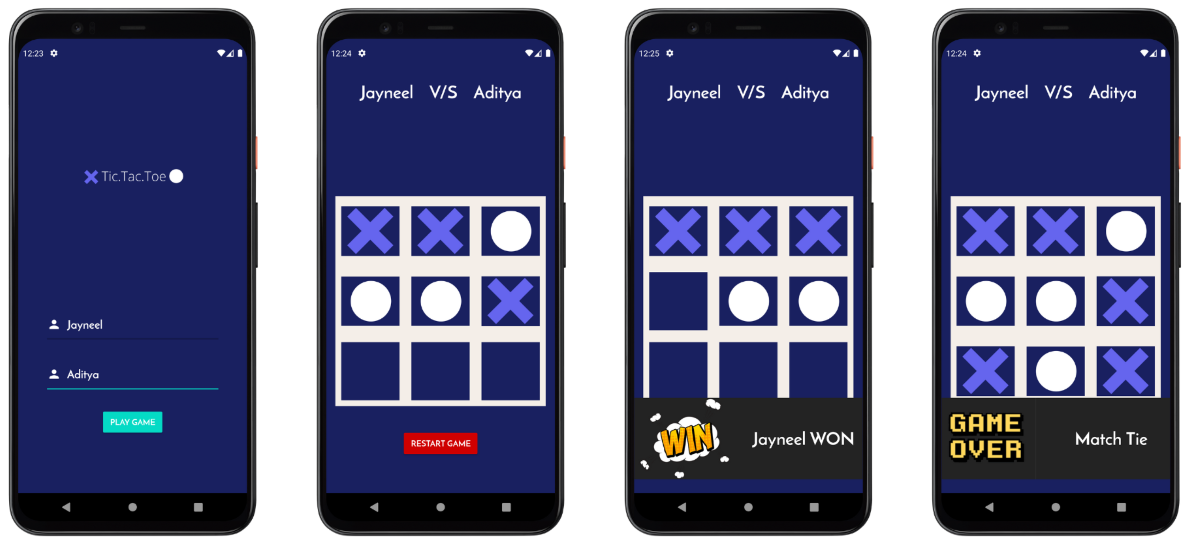 12:23
Tic.Tac.Toe
Jayneel
Aditya
PLAY GAME
12:24
Jayneel V/S Aditya
RESTART GAME
12:25
Jayneel V/S Aditya
WIN
Jayneel WON
12:24
Jayneel V/S Aditya
GAME
OVER
Match Tie